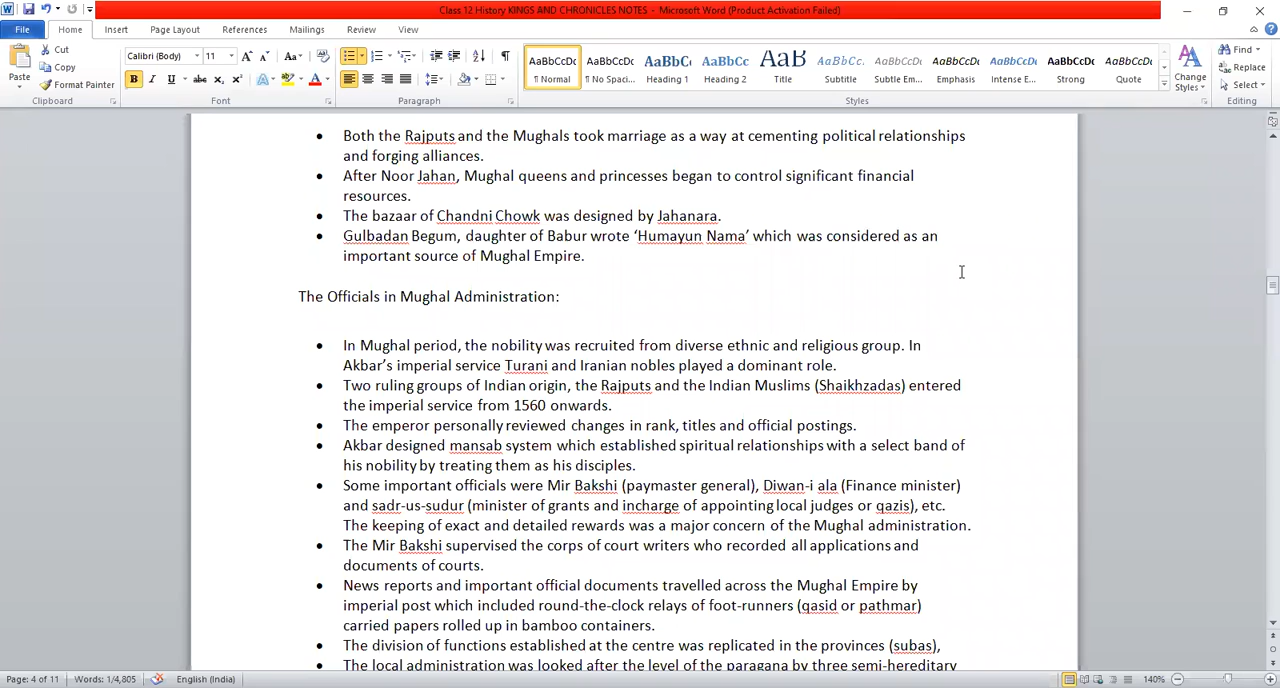 Class 12 History KINGS AND CHRONICLES NOTES - Microsoft Word (Product Activation Failed)
File Home Insert Page Layout References Mailings Review View
Cut Calibri (Body) 11 Find
Copy AaBbCcDc AaBbCcDc AaBbC AaBbCc AaB AaBbCc. AaBbCcDc AaBbCcDc AaBbCcDc AaBbCcDc AaBbCcDc Replace
Paste Format Painter ¶ Normal ¶ No Spaci... Heading 1 Heading 2 Title Subtitle Subtle Em... Emphasis Intense E... Strong Quote Change Styles Select
Clipboard Font Paragraph Styles Editing
• Both the Rajputs and the Mughals took marriage as a way at cementing political relationships
and forging alliances.
• After Noor Jahan, Mughal queens and princesses began to control significant financial
resources.
• The bazaar of Chandni Chowk was designed by Jahanara.
• Gulbadan Begum, daughter of Babur wrote ‘Humayun Nama’ which was considered as an
important source of Mughal Empire.
The Officials in Mughal Administration:
• In Mughal period, the nobility was recruited from diverse ethnic and religious group. In
Akbar’s imperial service Turani and Iranian nobles played a dominant role.
• Two ruling groups of Indian origin, the Rajputs and the Indian Muslims (Shaikhzadas) entered
the imperial service from 1560 onwards.
• The emperor personally reviewed changes in rank, titles and official postings.
• Akbar designed mansab system which established spiritual relationships with a select band of
his nobility by treating them as his disciples.
• Some important officials were Mir Bakshi (paymaster general), Diwan-i ala (Finance minister)
and sadr-us-sudur (minister of grants and incharge of appointing local judges or qazis), etc.
The keeping of exact and detailed rewards was a major concern of the Mughal administration.
• The Mir Bakshi supervised the corps of court writers who recorded all applications and
documents of courts.
• News reports and important official documents travelled across the Mughal Empire by
imperial post which included round-the-clock relays of foot-runners (qasid or pathmar)
carried papers rolled up in bamboo containers.
• The division of functions established at the centre was replicated in the provinces (subas),
• The local administration was looked after the level of the paragana by three semi-hereditary
Page: 4 of 11 Words: 1/4,805 English (India) 140%